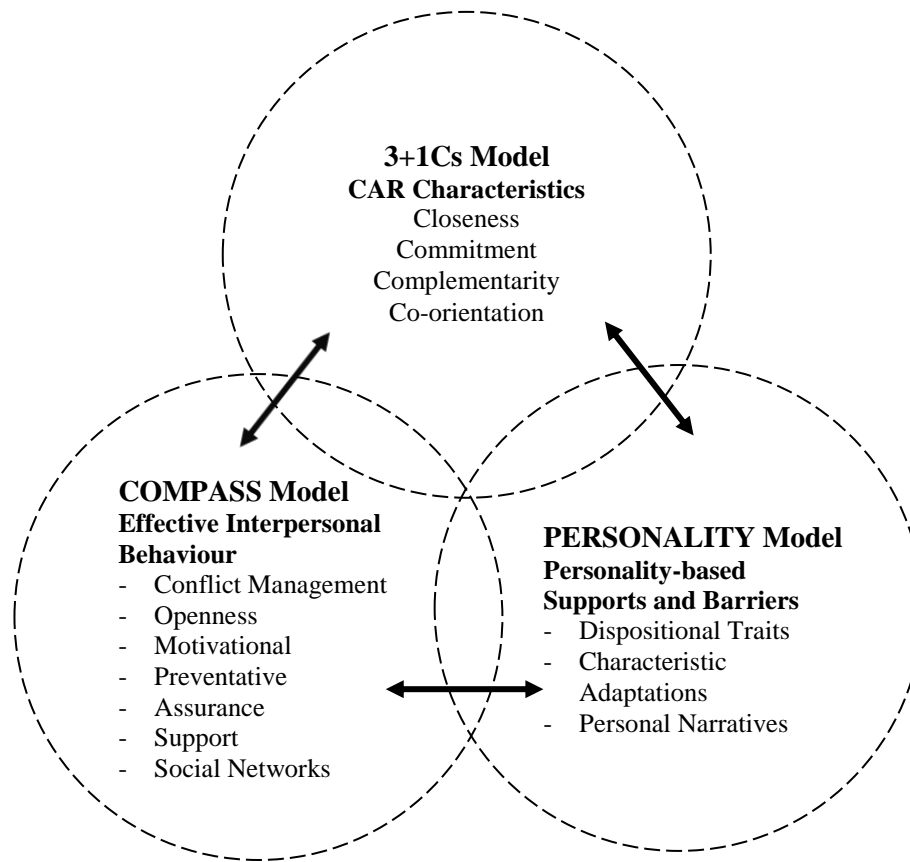 3+1Cs Model
CAR Characteristics
Closeness
Commitment
Complementarity
Co-orientation
COMPASS Model
Effective Interpersonal
Behaviour
- Conflict Management
- Openness
- Motivational
- Preventative
- Assurance
- Support
- Social Networks
PERSONALITY Model
Personality-based
Supports and Barriers
- Dispositional Traits
- Characteristic
Adaptations
- Personal Narratives